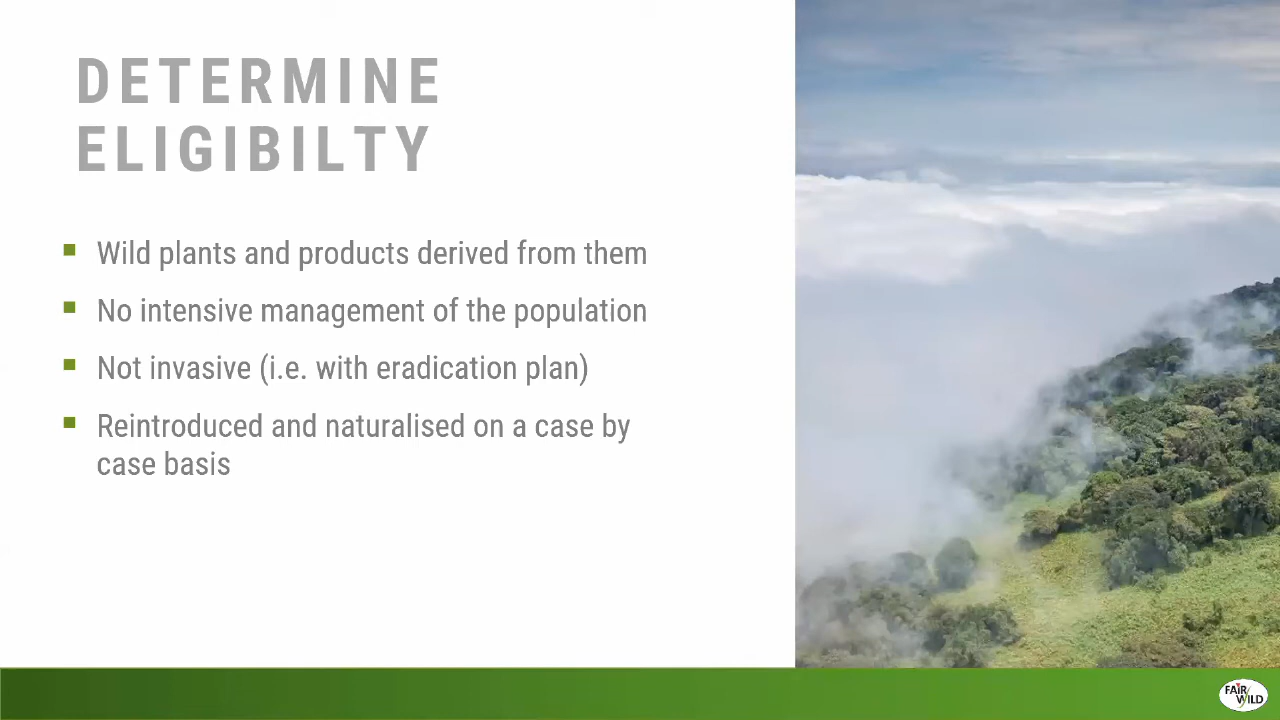 DETERMINE
ELIGIBILTY
Wild plants and products derived from them
No intensive management of the population
Not invasive (i.e. with eradication plan)
Reintroduced and naturalised on a case by
case basis
FAIR
WILD